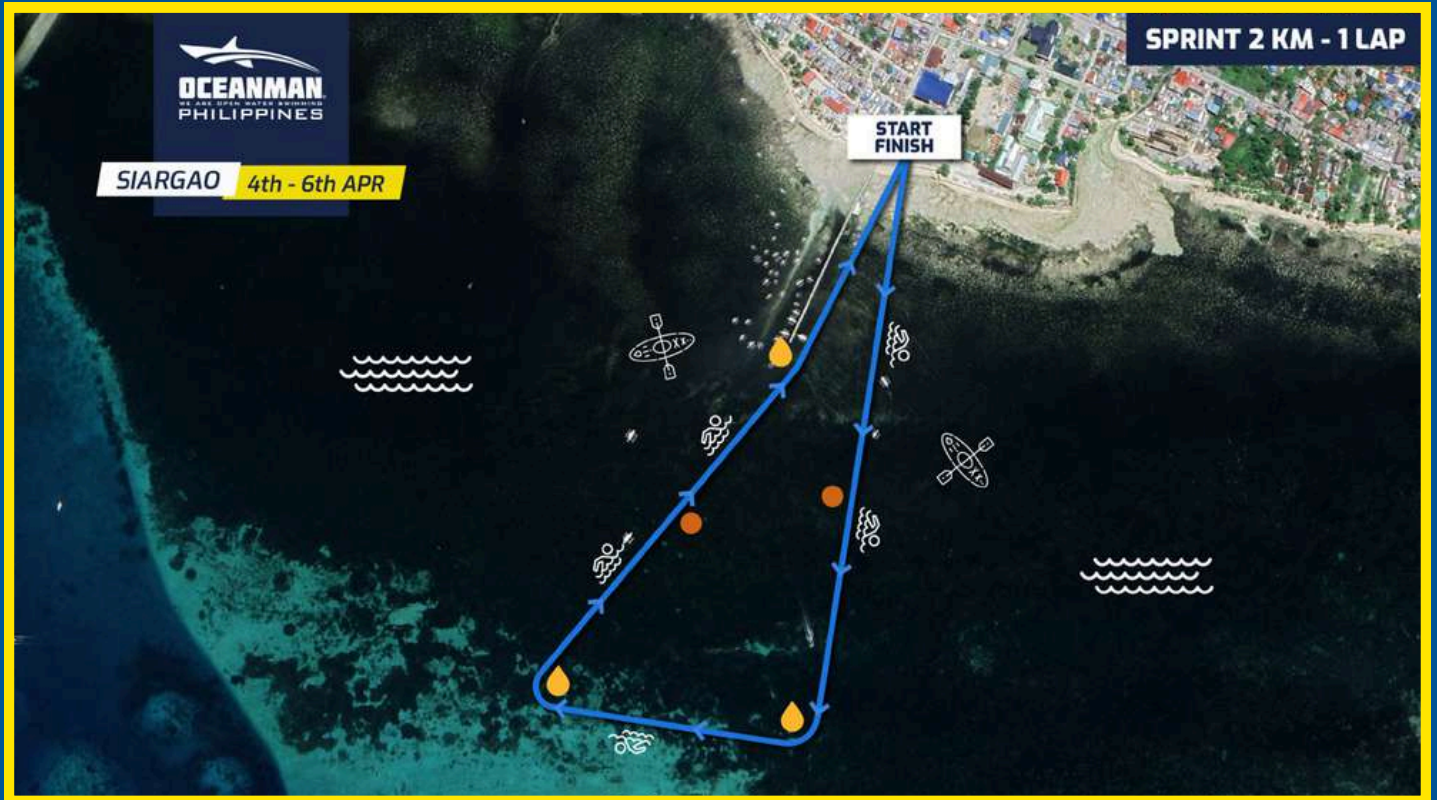 OCEANMAN
WE ARE OPEN WATER SWIMMING
PHILIPPINES
SIARGAO
4th - 6th APR
SPRINT 2 KM - 1 LAP
START
FINISH